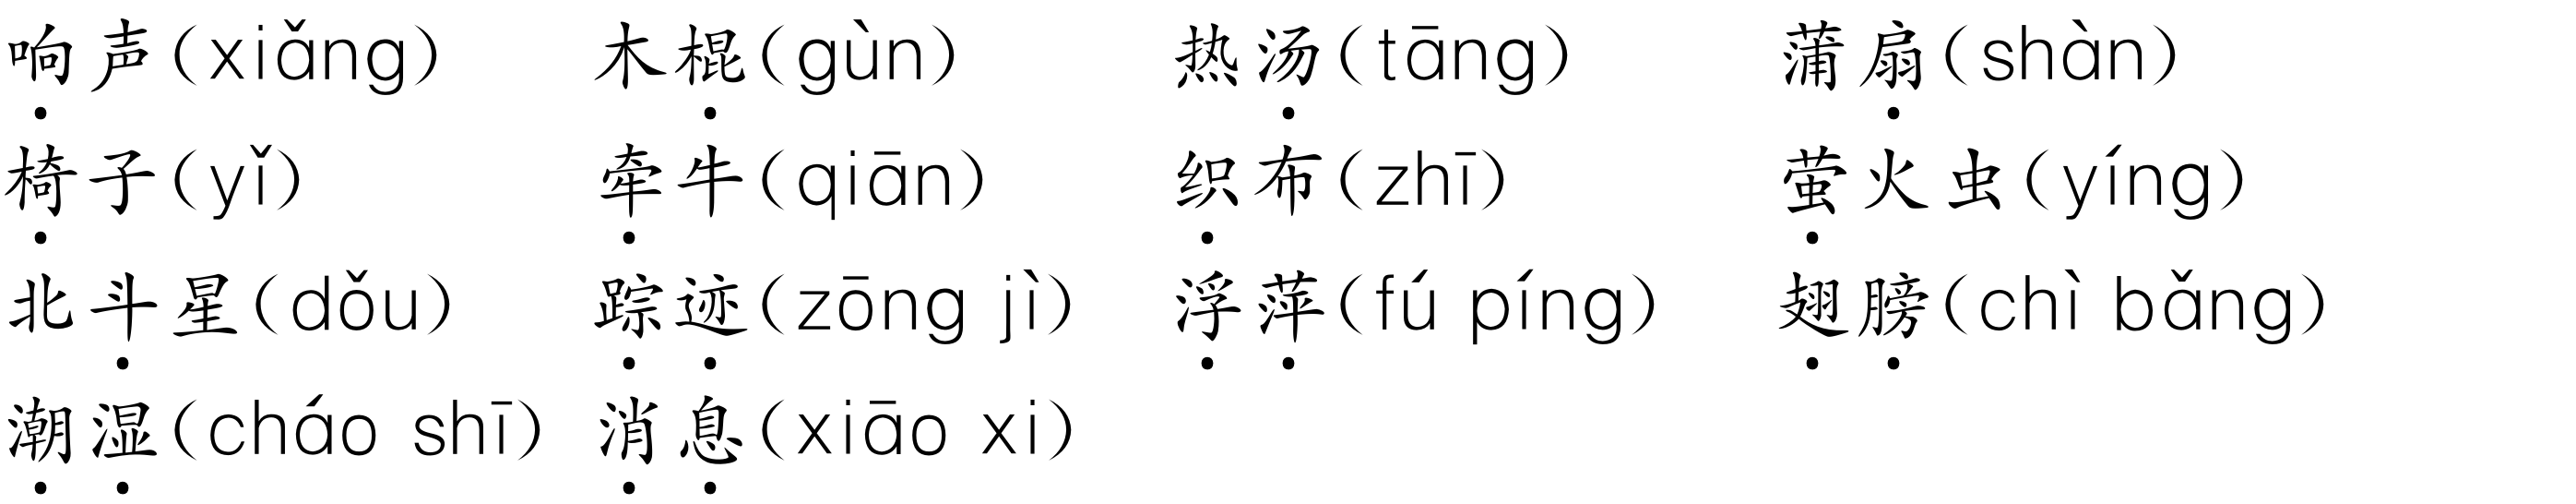 响声(xiǎng) 木棍(gùn) 热汤(tāng) 蒲扇(shàn)
椅子(yǐ) 牵牛(qiān) 织布(zhī) 萤火虫(yíng)
北斗星(dǒu) 踪迹(zōng jì) 浮萍(fú píng) 翅膀(chì bǎng)
潮湿(cháo shī) 消息(xiāo xi)